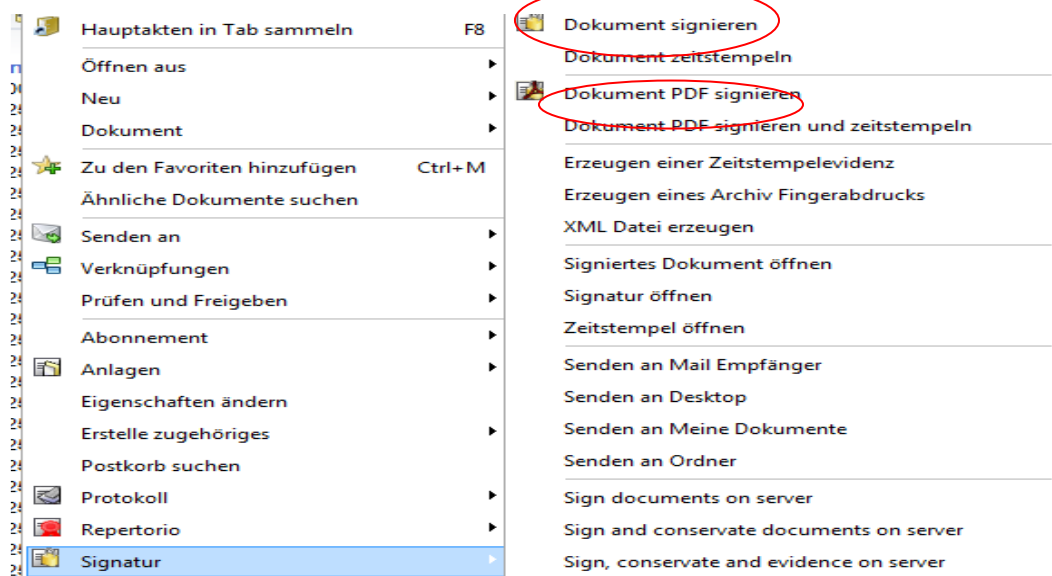 Hauptakten in Tab sammeln F8
Öffnen aus
Neu
Dokument
Zu den Favoriten hinzufügen Ctrl+M
Ähnliche Dokumente suchen
Senden an
Verknüpfungen
Prüfen und Freigeben
Abonnement
Anlagen
Eigenschaften ändern
Erstelle zugehöriges
Postkorb suchen
Protokoll
Repertorio
Signatur
Dokument signieren
Dokument zeitstempeln
Dokument PDF signieren
Dokument PDF signieren und zeitstempeln
Erzeugen einer Zeitstempelevidenz
Erzeugen eines Archiv Fingerabdrucks
XML Datei erzeugen
Signiertes Dokument öffnen
Signatur öffnen
Zeitstempel öffnen
Senden an Mail Empfänger
Senden an Desktop
Senden an Meine Dokumente
Senden an Ordner
Sign documents on server
Sign and conservate documents on server
Sign, conservate and evidence on server